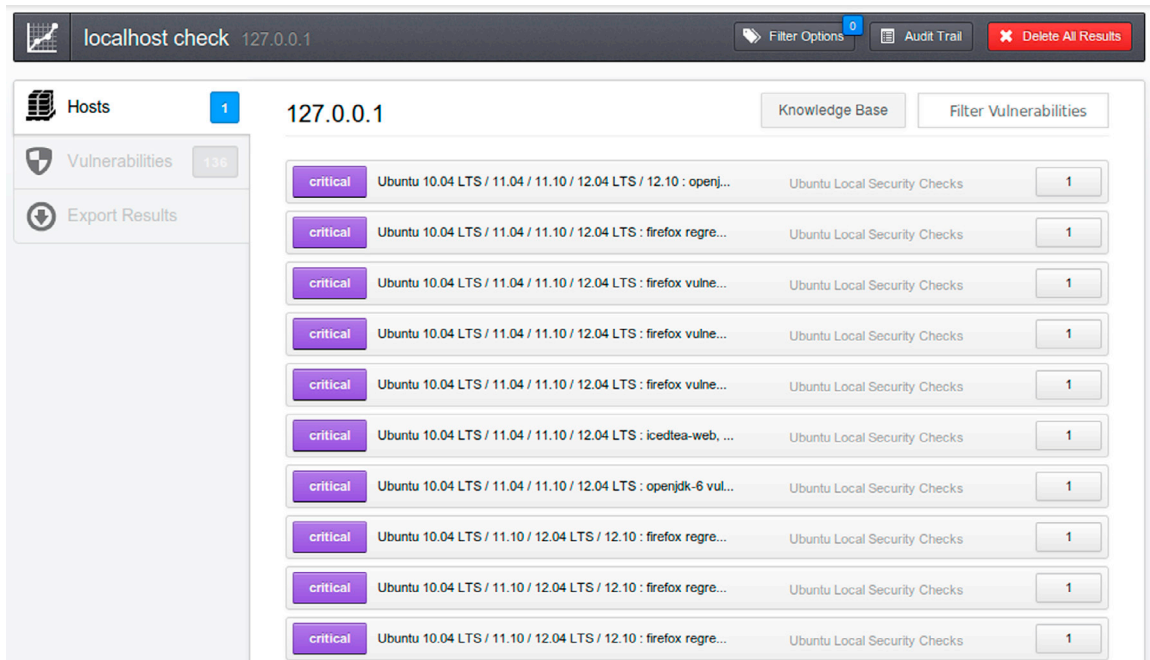 localhost check 127.0.0.1
Filter Options 0
Audit Trail
Delete All Results
Hosts 1
Vulnerabilities 136
Export Results
127.0.0.1
Knowledge Base
Filter Vulnerabilities
critical Ubuntu 10.04 LTS / 11.04 / 11.10 / 12.04 LTS / 12.10 : openj... Ubuntu Local Security Checks 1
critical Ubuntu 10.04 LTS / 11.04 / 11.10 / 12.04 LTS : firefox regre... Ubuntu Local Security Checks 1
critical Ubuntu 10.04 LTS / 11.04 / 11.10 / 12.04 LTS : firefox vulne... Ubuntu Local Security Checks 1
critical Ubuntu 10.04 LTS / 11.04 / 11.10 / 12.04 LTS : firefox vulne... Ubuntu Local Security Checks 1
critical Ubuntu 10.04 LTS / 11.04 / 11.10 / 12.04 LTS : firefox vulne... Ubuntu Local Security Checks 1
critical Ubuntu 10.04 LTS / 11.04 / 11.10 / 12.04 LTS : icedtea-web, ... Ubuntu Local Security Checks 1
critical Ubuntu 10.04 LTS / 11.04 / 11.10 / 12.04 LTS : openjdk-6 vul... Ubuntu Local Security Checks 1
critical Ubuntu 10.04 LTS / 11.10 / 12.04 LTS / 12.10 : firefox regre... Ubuntu Local Security Checks 1
critical Ubuntu 10.04 LTS / 11.10 / 12.04 LTS / 12.10 : firefox regre... Ubuntu Local Security Checks 1
critical Ubuntu 10.04 LTS / 11.10 / 12.04 LTS / 12.10 : firefox regre... Ubuntu Local Security Checks 1